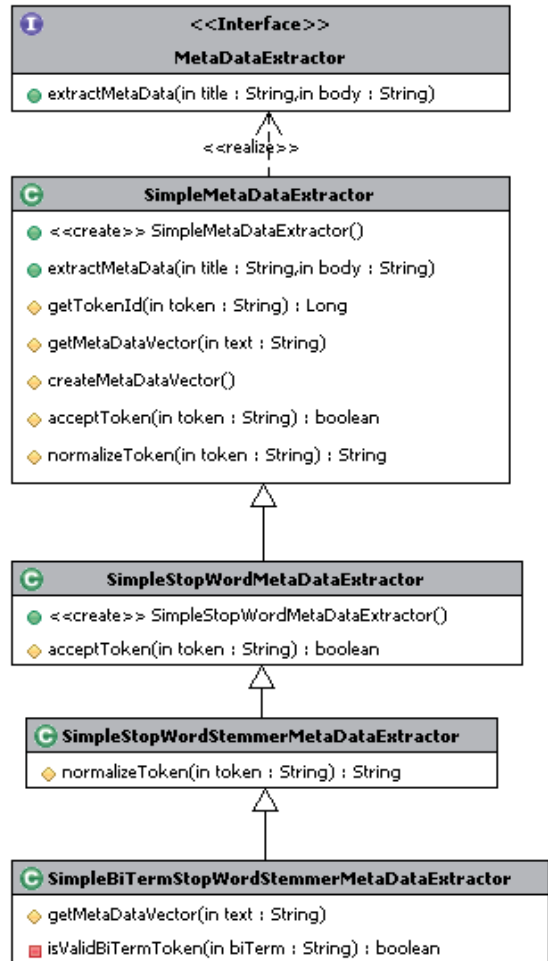 I
<<Interface>>
MetaDataExtractor
extractMetaData(in title : String,in body : String)
<<realize>>
C SimpleMetaDataExtractor
<<create>> SimpleMetaDataExtractor()
extractMetaData(in title : String,in body : String)
getTokenId(in token : String) : Long
getMetaDataVector(in text : String)
createMetaDataVector()
acceptToken(in token : String) : boolean
normalizeToken(in token : String) : String
C SimpleStopWordMetaDataExtractor
<<create>> SimpleStopWordMetaDataExtractor()
acceptToken(in token : String) : boolean
C SimpleStopWordStemmerMetaDataExtractor
normalizeToken(in token : String) : String
C SimpleBiTermStopWordStemmerMetaDataExtractor
getMetaDataVector(in text : String)
isValidBiTermToken(in biTerm : String) : boolean